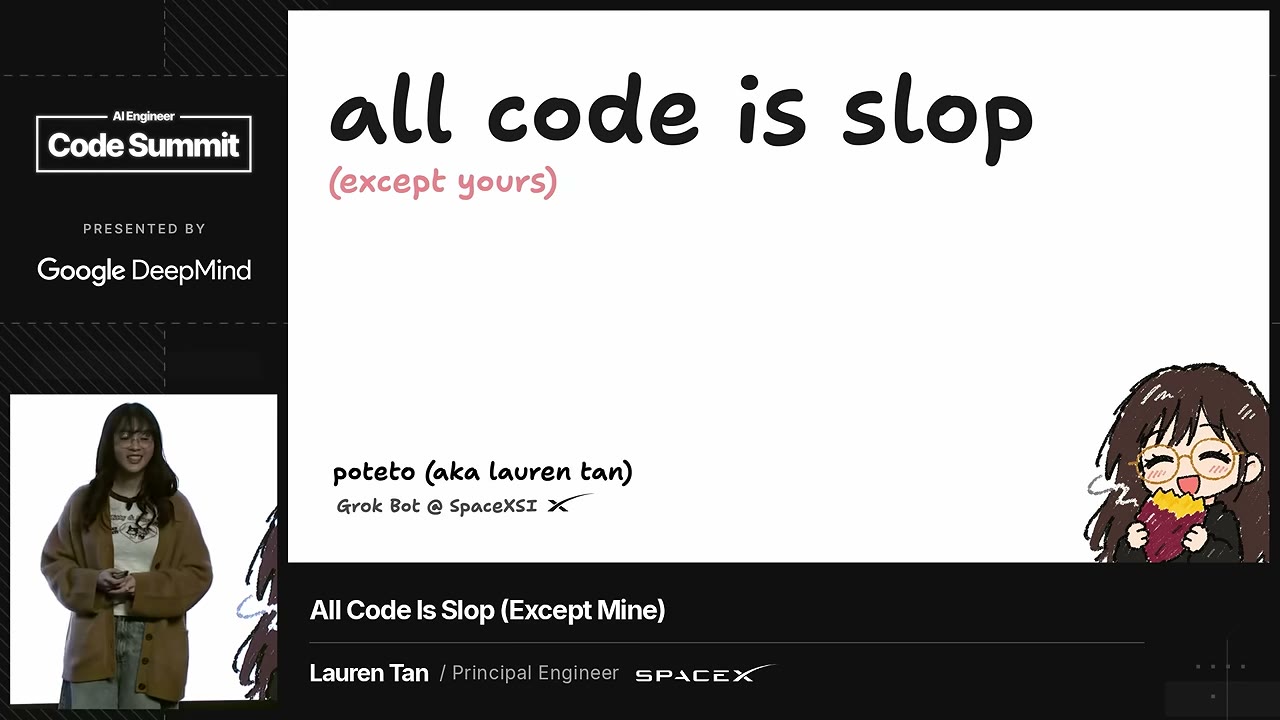 AI Engineer
Code Summit
PRESENTED BY
Google DeepMind
all code is slop
(except yours)
poteto (aka lauren tan)
Grok Bot @ SpaceXSI
All Code Is Slop (Except Mine)
Lauren Tan / Principal Engineer SPACEX